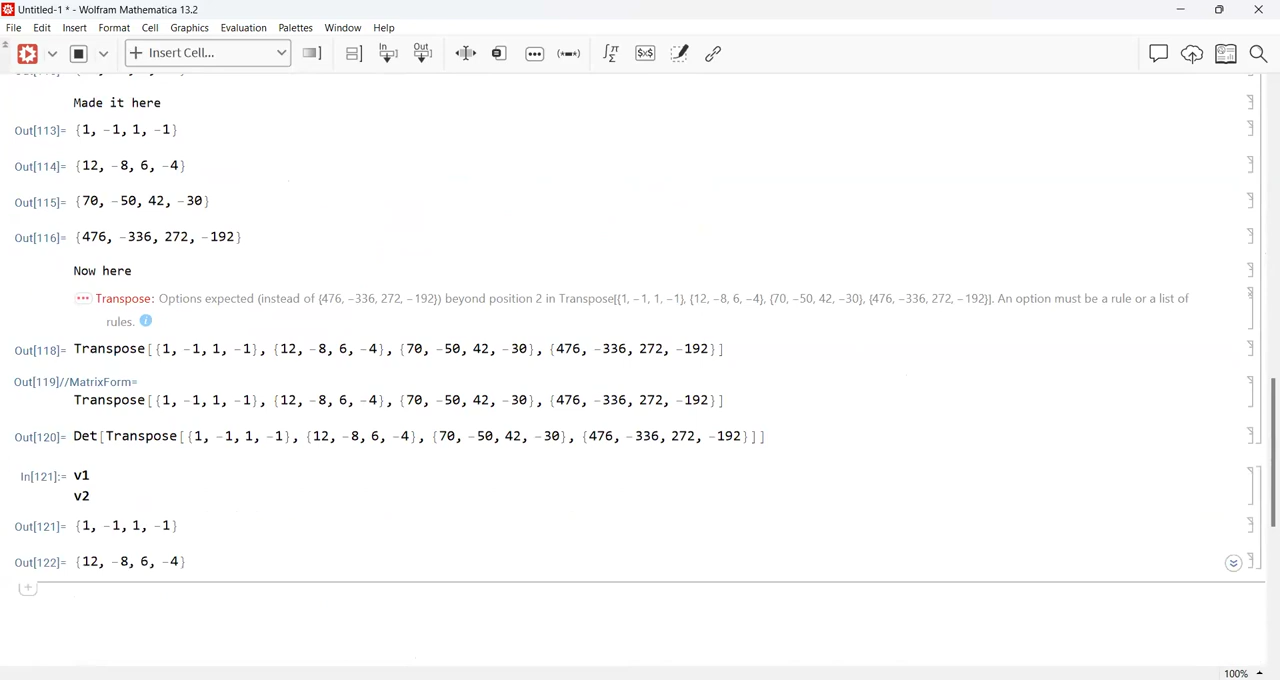 Untitled-1 * - Wolfram Mathematica 13.2
File Edit Insert Format Cell Graphics Evaluation Palettes Window Help
Insert Cell...
In Out $x$
Made it here
Out[113]= {1, -1, 1, -1}
Out[114]= {12, -8, 6, -4}
Out[115]= {70, -50, 42, -30}
Out[116]= {476, -336, 272, -192}
Now here
Transpose: Options expected (instead of {476, -336, 272, -192}) beyond position 2 in Transpose[{1, -1, 1, -1}, {12, -8, 6, -4}, {70, -50, 42, -30}, {476, -336, 272, -192}]. An option must be a rule or a list of
rules.
Out[118]= Transpose[{1, -1, 1, -1}, {12, -8, 6, -4}, {70, -50, 42, -30}, {476, -336, 272, -192}]
Out[119]//MatrixForm=
Transpose[{1, -1, 1, -1}, {12, -8, 6, -4}, {70, -50, 42, -30}, {476, -336, 272, -192}]
Out[120]= Det[Transpose[{1, -1, 1, -1}, {12, -8, 6, -4}, {70, -50, 42, -30}, {476, -336, 272, -192}]]
In[121]:= v1
v2
Out[121]= {1, -1, 1, -1}
Out[122]= {12, -8, 6, -4}
100%